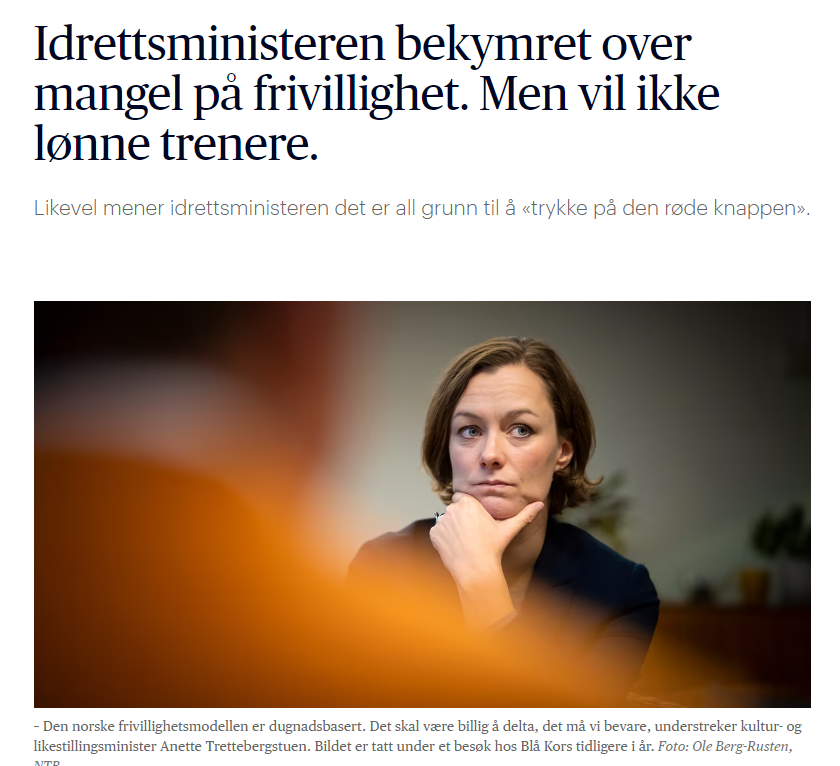 Idrettsministeren bekymret over
mangel på frivillighet. Men vil ikke
lønne trenere.
Likevel mener idrettsministeren det er all grunn til å «trykke på den røde knappen».
– Den norske frivillighetsmodellen er dugnadsbasert. Det skal være billig å delta, det må vi bevare, understreker kultur- og
likestillingsminister Anette Trettebergstuen. Bildet er tatt under et besøk hos Blå Kors tidligere i år. Foto: Ole Berg-Rusten,